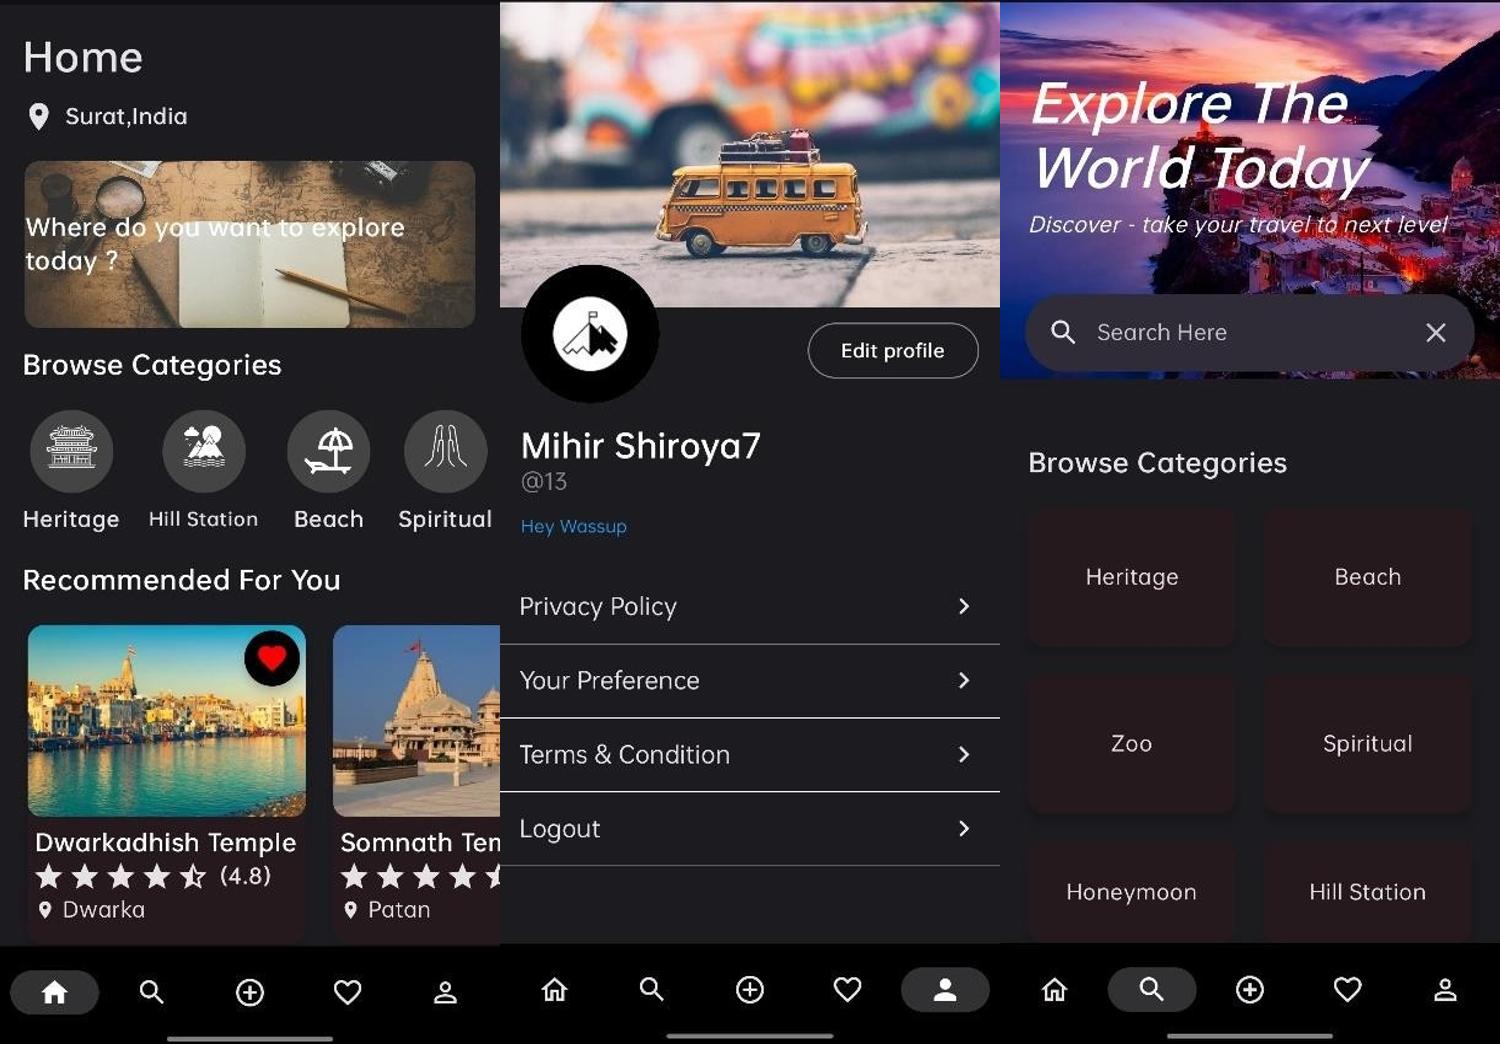 Home
Surat,India
Where do you want to explore
today ?
Browse Categories
Heritage
Hill Station
Beach
Spiritual
Recommended For You
Dwarkadhish Temple
(4.8)
Dwarka
Somnath Ten
Patan
Edit profile
Mihir Shiroya7
@13
Hey Wassup
Privacy Policy
Your Preference
Terms & Condition
Logout
Explore The
World Today
Discover - take your travel to next level
Search Here
Browse Categories
Heritage
Beach
Zoo
Spiritual
Honeymoon
Hill Station